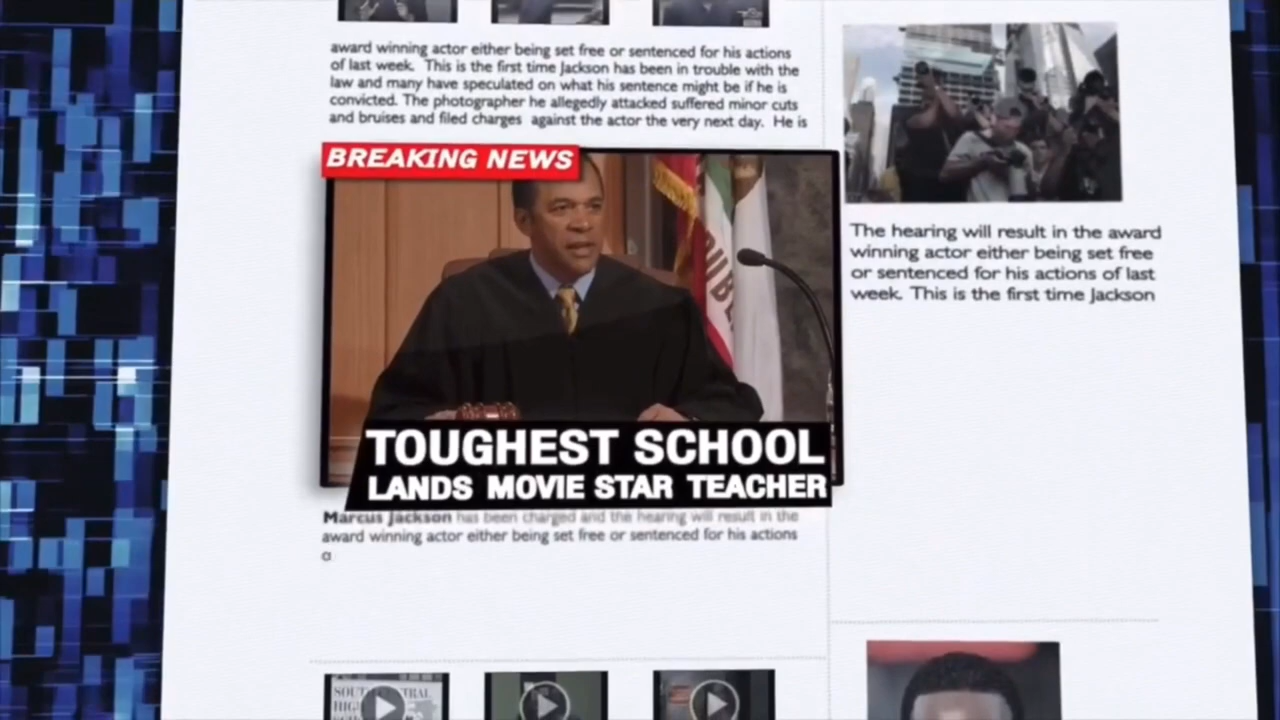 award winning actor either being set free or sentenced for his actions
of last week. This is the first time Jackson has been in trouble with the
law and many have speculated on what his sentence might be if he is
convicted. The photographer he allegedly attacked suffered minor cuts
and bruises and filed charges against the actor the very next day. He is
BREAKING NEWS
TOUGHEST SCHOOL
LANDS MOVIE STAR TEACHER
Marcus Jackson has been charged and the hearing will result in the
award winning actor either being set free or sentenced for his actions
o
The hearing will result in the award
winning actor either being set free
or sentenced for his actions of last
week. This is the first time Jackson